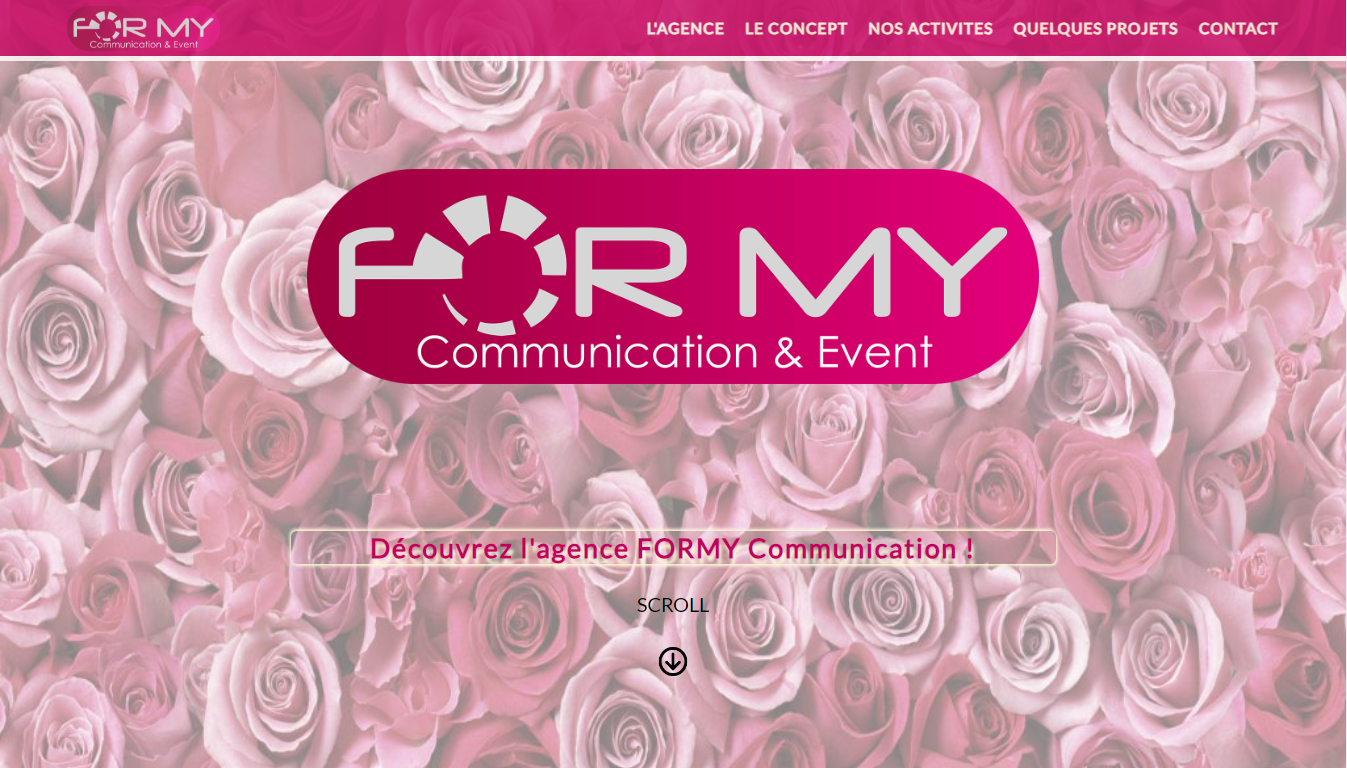 FOR MY
Communication & Event
L'AGENCE LE CONCEPT NOS ACTIVITES QUELQUES PROJETS CONTACT
FOR MY
Communication & Event
Découvrez l'agence FORMY Communication !
SCROLL